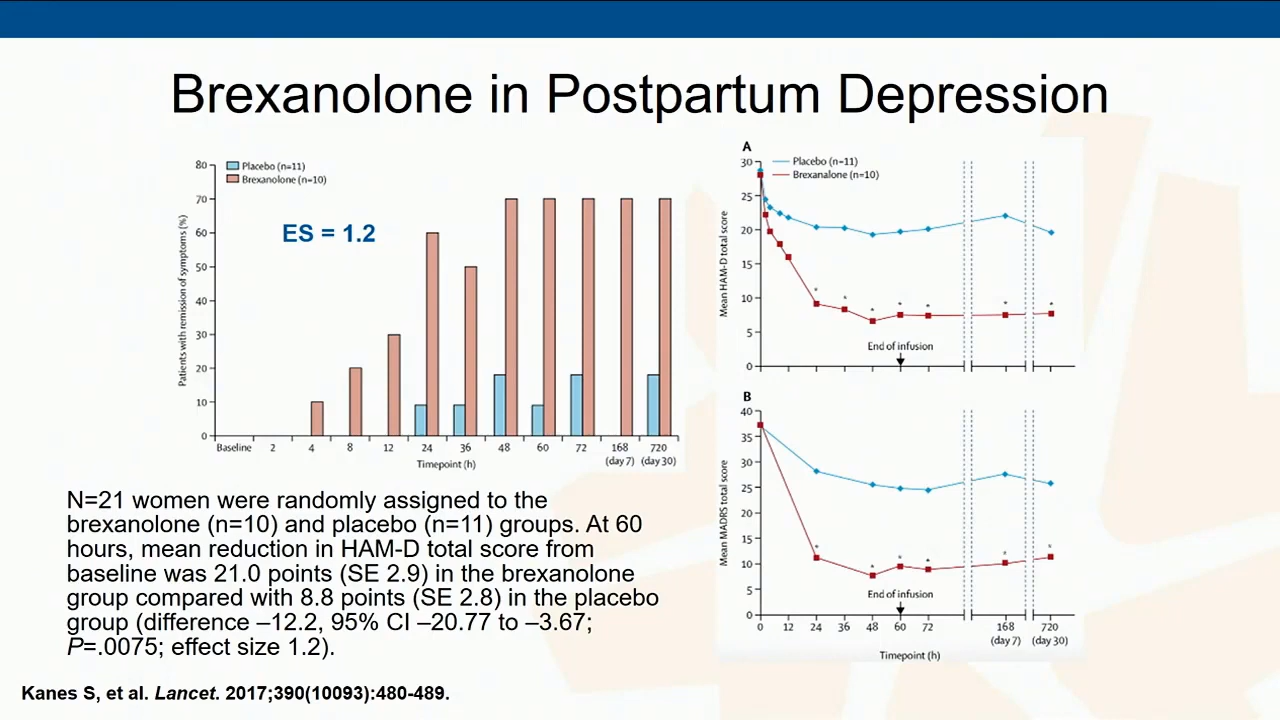 Brexanolone in Postpartum Depression
80
70
60
50
40
30
20
10
0
Patients with remission of symptoms (%)
Placebo (n=11)
Brexanolone (n=10)
ES = 1.2
Baseline 2 4 8 12 24 36 48 60 72 168 720
(day 7) (day 30)
Timepoint (h)
N=21 women were randomly assigned to the
brexanolone (n=10) and placebo (n=11) groups. At 60
hours, mean reduction in HAM-D total score from
baseline was 21.0 points (SE 2.9) in the brexanolone
group compared with 8.8 points (SE 2.8) in the placebo
group (difference –12.2, 95% CI –20.77 to –3.67;
P=.0075; effect size 1.2).
Kanes S, et al. Lancet. 2017;390(10093):480-489.
A
30
25
20
15
10
5
0
Mean HAM-D total score
Placebo (n=11)
Brexanalone (n=10)
* * * * * * *
End of infusion
B
40
35
30
25
20
15
10
5
0
Mean MADRS total score
* * * * * *
End of infusion
0 12 24 36 48 60 72 168 720
(day 7) (day 30)
Timepoint (h)